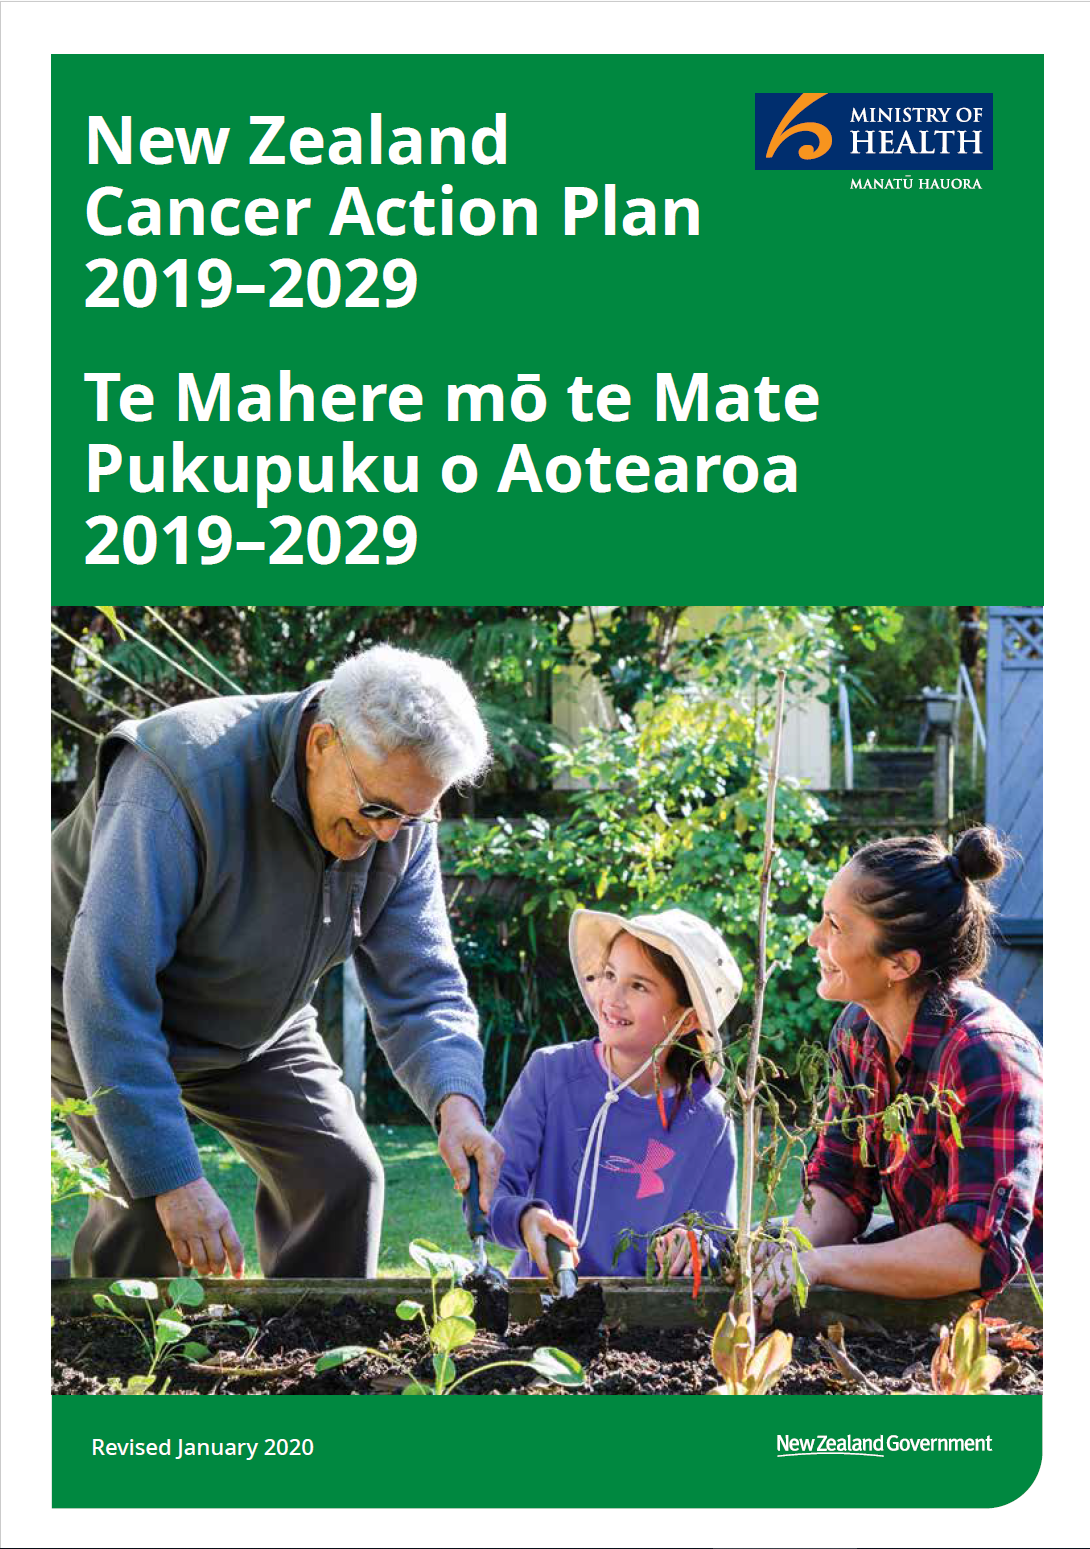 New Zealand
Cancer Action Plan
2019–2029
MINISTRY OF
HEALTH
MANATŪ HAUORA
Te Mahere mō te Mate
Pukupuku o Aotearoa
2019–2029
Revised January 2020
New Zealand Government